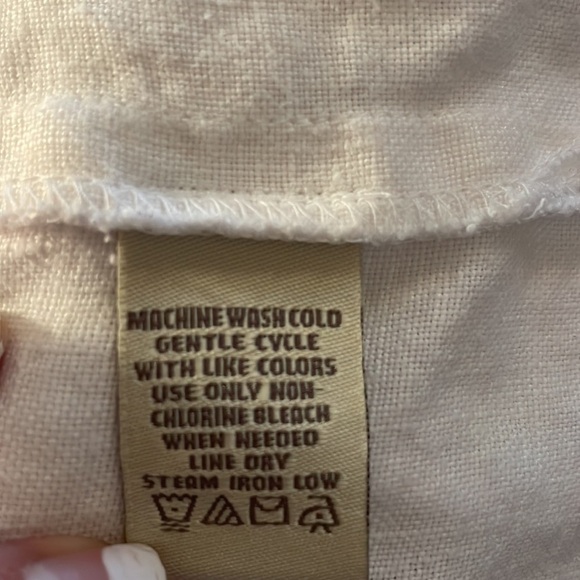 MACHINE WASH COLD
GENTLE CYCLE
WITH LIKE COLORS
USE ONLY NON-
CHLORINE BLEACH
WHEN NEEDED
LINE DRY
STEAM IRON LOW